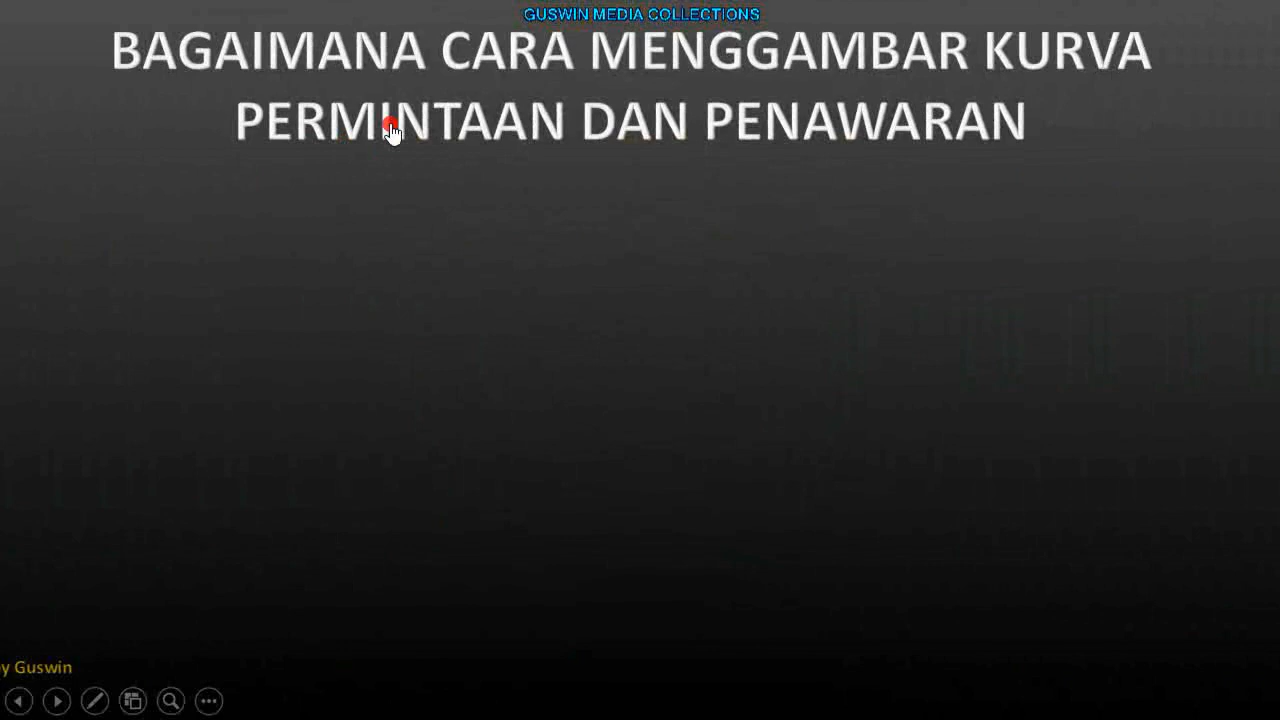 GUSWIN MEDIA COLLECTIONS
BAGAIMANA CARA MENGGAMBAR KURVA
PERMINTAAN DAN PENAWARAN
y Guswin